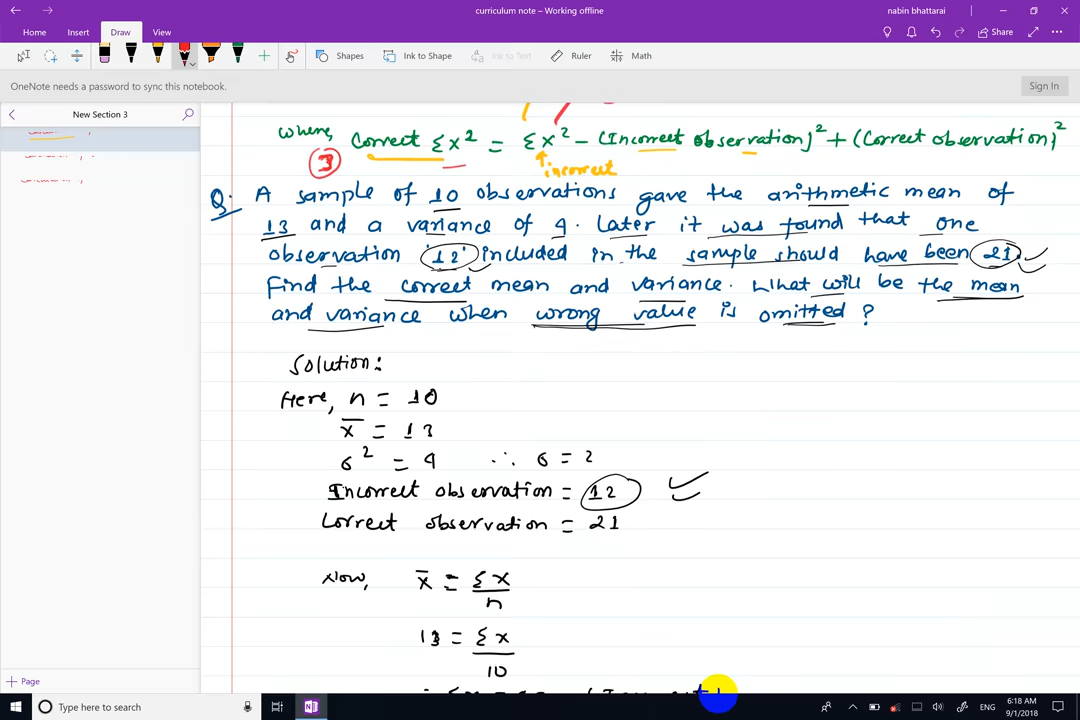 curriculum note – Working offline
nabin bhattarai
Home Insert Draw View
Share
Shapes Ink to Shape Ink to Text Ruler Math
OneNote needs a password to sync this notebook.
Sign In
New Section 3
where, Correct Σx² = Σx² – (Incorrect observation)² + (Correct observation)²
incorrect
3
Q. A sample of 10 observations gave the arithmetic mean of
13 and a variance of 4. Later it was found that one
observation '12' included in the sample should have been 21.
Find the correct mean and variance. What will be the mean
and variance when wrong value is omitted?
Solution:
Here, n = 10
x̄ = 13
σ² = 4 ∴ σ = 2
Incorrect observation = 12
Correct observation = 21
Now, x̄ = Σx
n
13 = Σx
10
+ Page
Type here to search
ENG
6:18 AM
9/1/2018